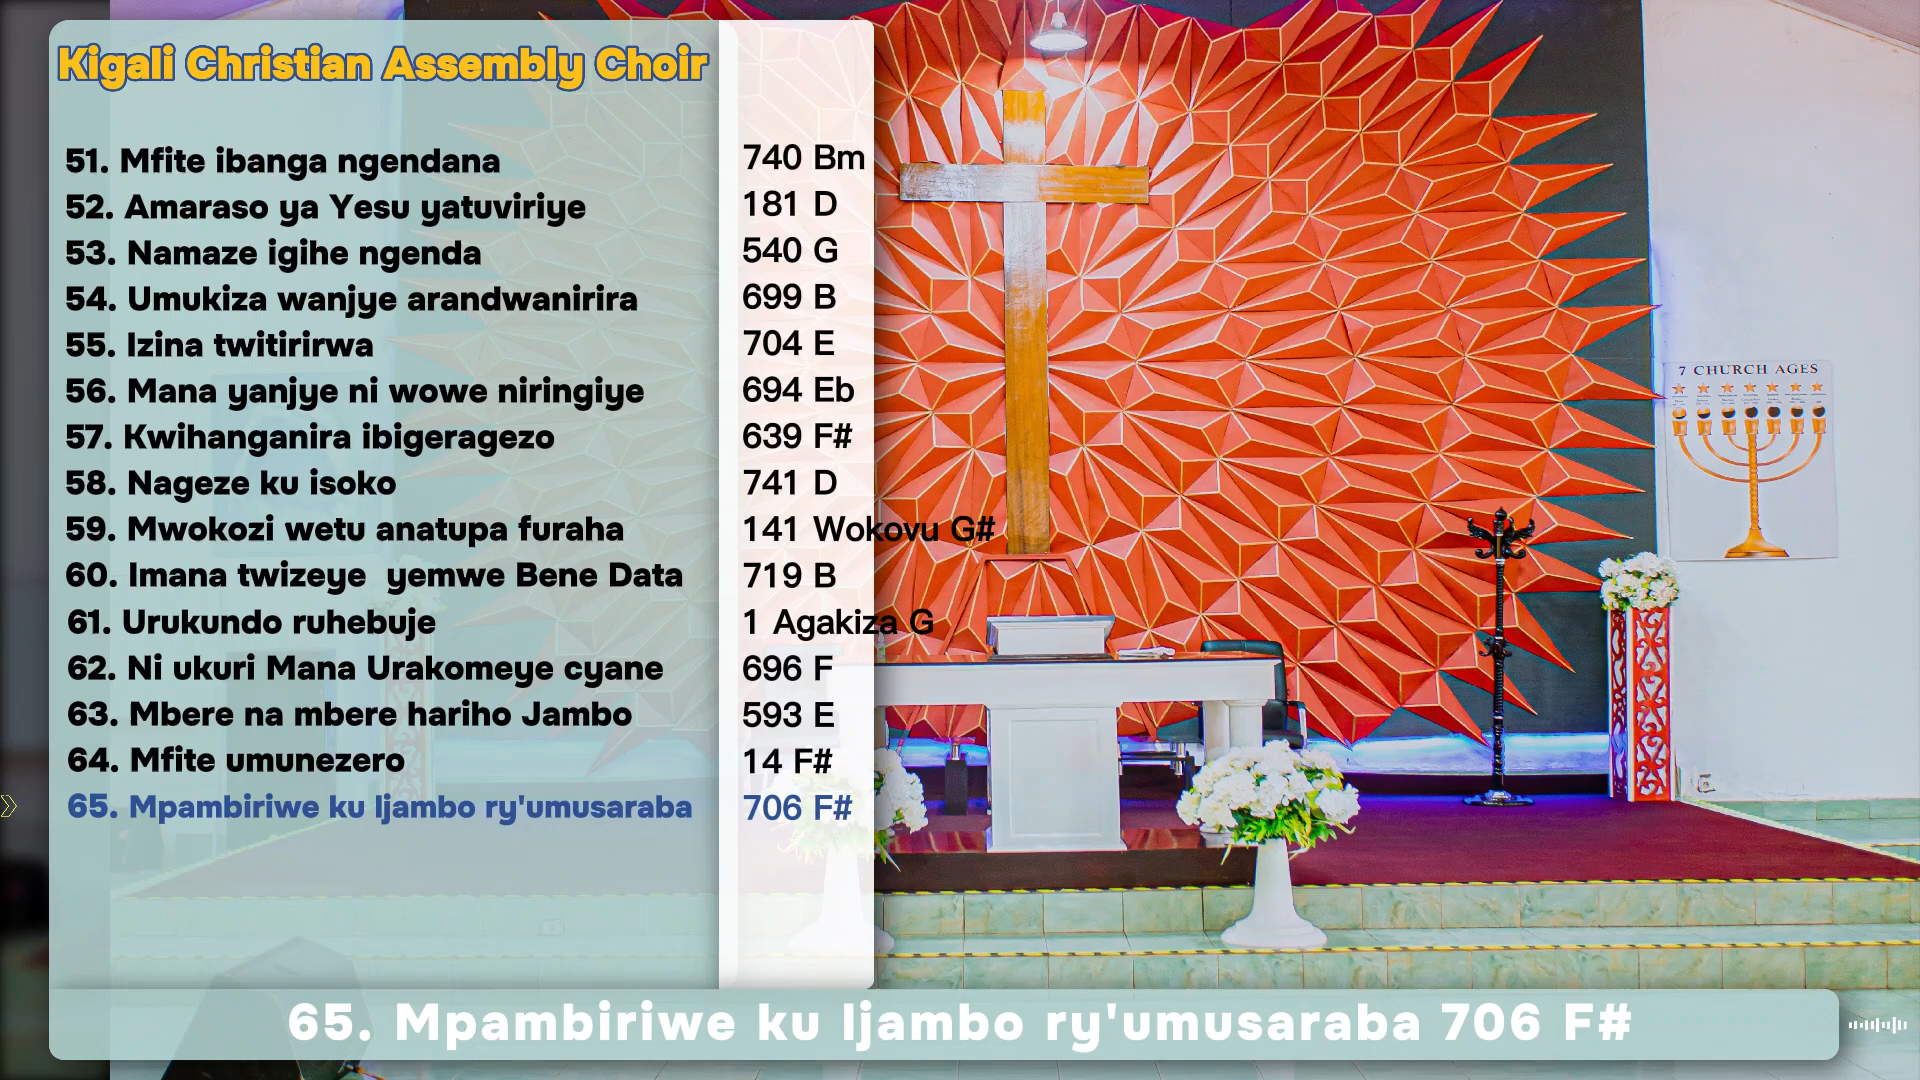 Kigali Christian Assembly Choir
51. Mfite ibanga ngendana 740 Bm
52. Amaraso ya Yesu yatuviriye 181 D
53. Namaze igihe ngenda 540 G
54. Umukiza wanjye arandwanirira 699 B
55. Izina twitirirwa 704 E
56. Mana yanjye ni wowe niringiye 694 Eb
57. Kwihanganira ibigeragezo 639 F#
58. Nageze ku isoko 741 D
59. Mwokozi wetu anatupa furaha 141 Wokovu G#
60. Imana twizeye  yemwe Bene Data 719 B
61. Urukundo ruhebuje 1 Agakiza G
62. Ni ukuri Mana Urakomeye cyane 696 F
63. Mbere na mbere hariho Jambo 593 E
64. Mfite umunezero 14 F#
65. Mpambiriwe ku Ijambo ry'umusaraba 706 F#
7 CHURCH AGES
65. Mpambiriwe ku Ijambo ry'umusaraba 706 F#